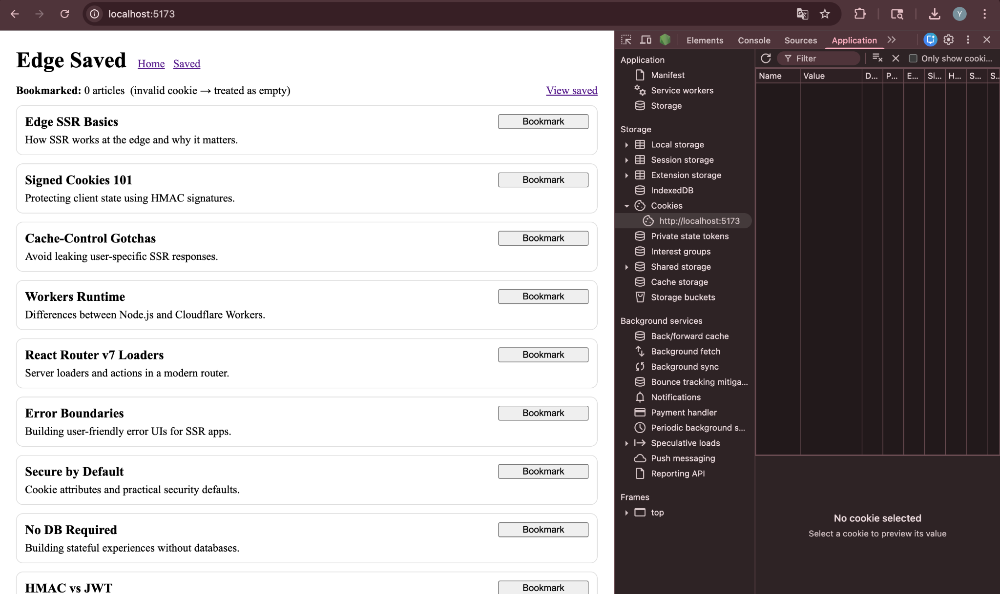 localhost:5173
Y
Edge Saved Home Saved
Bookmarked: 0 articles (invalid cookie → treated as empty) View saved
Edge SSR Basics Bookmark
How SSR works at the edge and why it matters.
Signed Cookies 101 Bookmark
Protecting client state using HMAC signatures.
Cache-Control Gotchas Bookmark
Avoid leaking user-specific SSR responses.
Workers Runtime Bookmark
Differences between Node.js and Cloudflare Workers.
React Router v7 Loaders Bookmark
Server loaders and actions in a modern router.
Error Boundaries Bookmark
Building user-friendly error UIs for SSR apps.
Secure by Default Bookmark
Cookie attributes and practical security defaults.
No DB Required Bookmark
Building stateful experiences without databases.
HMAC vs JWT Bookmark
Elements Console Sources Application
Application
Manifest
Service workers
Storage
Storage
Local storage
Session storage
Extension storage
IndexedDB
Cookies
http://localhost:5173
Private state tokens
Interest groups
Shared storage
Cache storage
Storage buckets
Background services
Back/forward cache
Background fetch
Background sync
Bounce tracking mitiga...
Notifications
Payment handler
Periodic background s...
Speculative loads
Push messaging
Reporting API
Frames
top
Filter Only show cooki...
Name Value D... P... E... Si... H... S... S..
No cookie selected
Select a cookie to preview its value